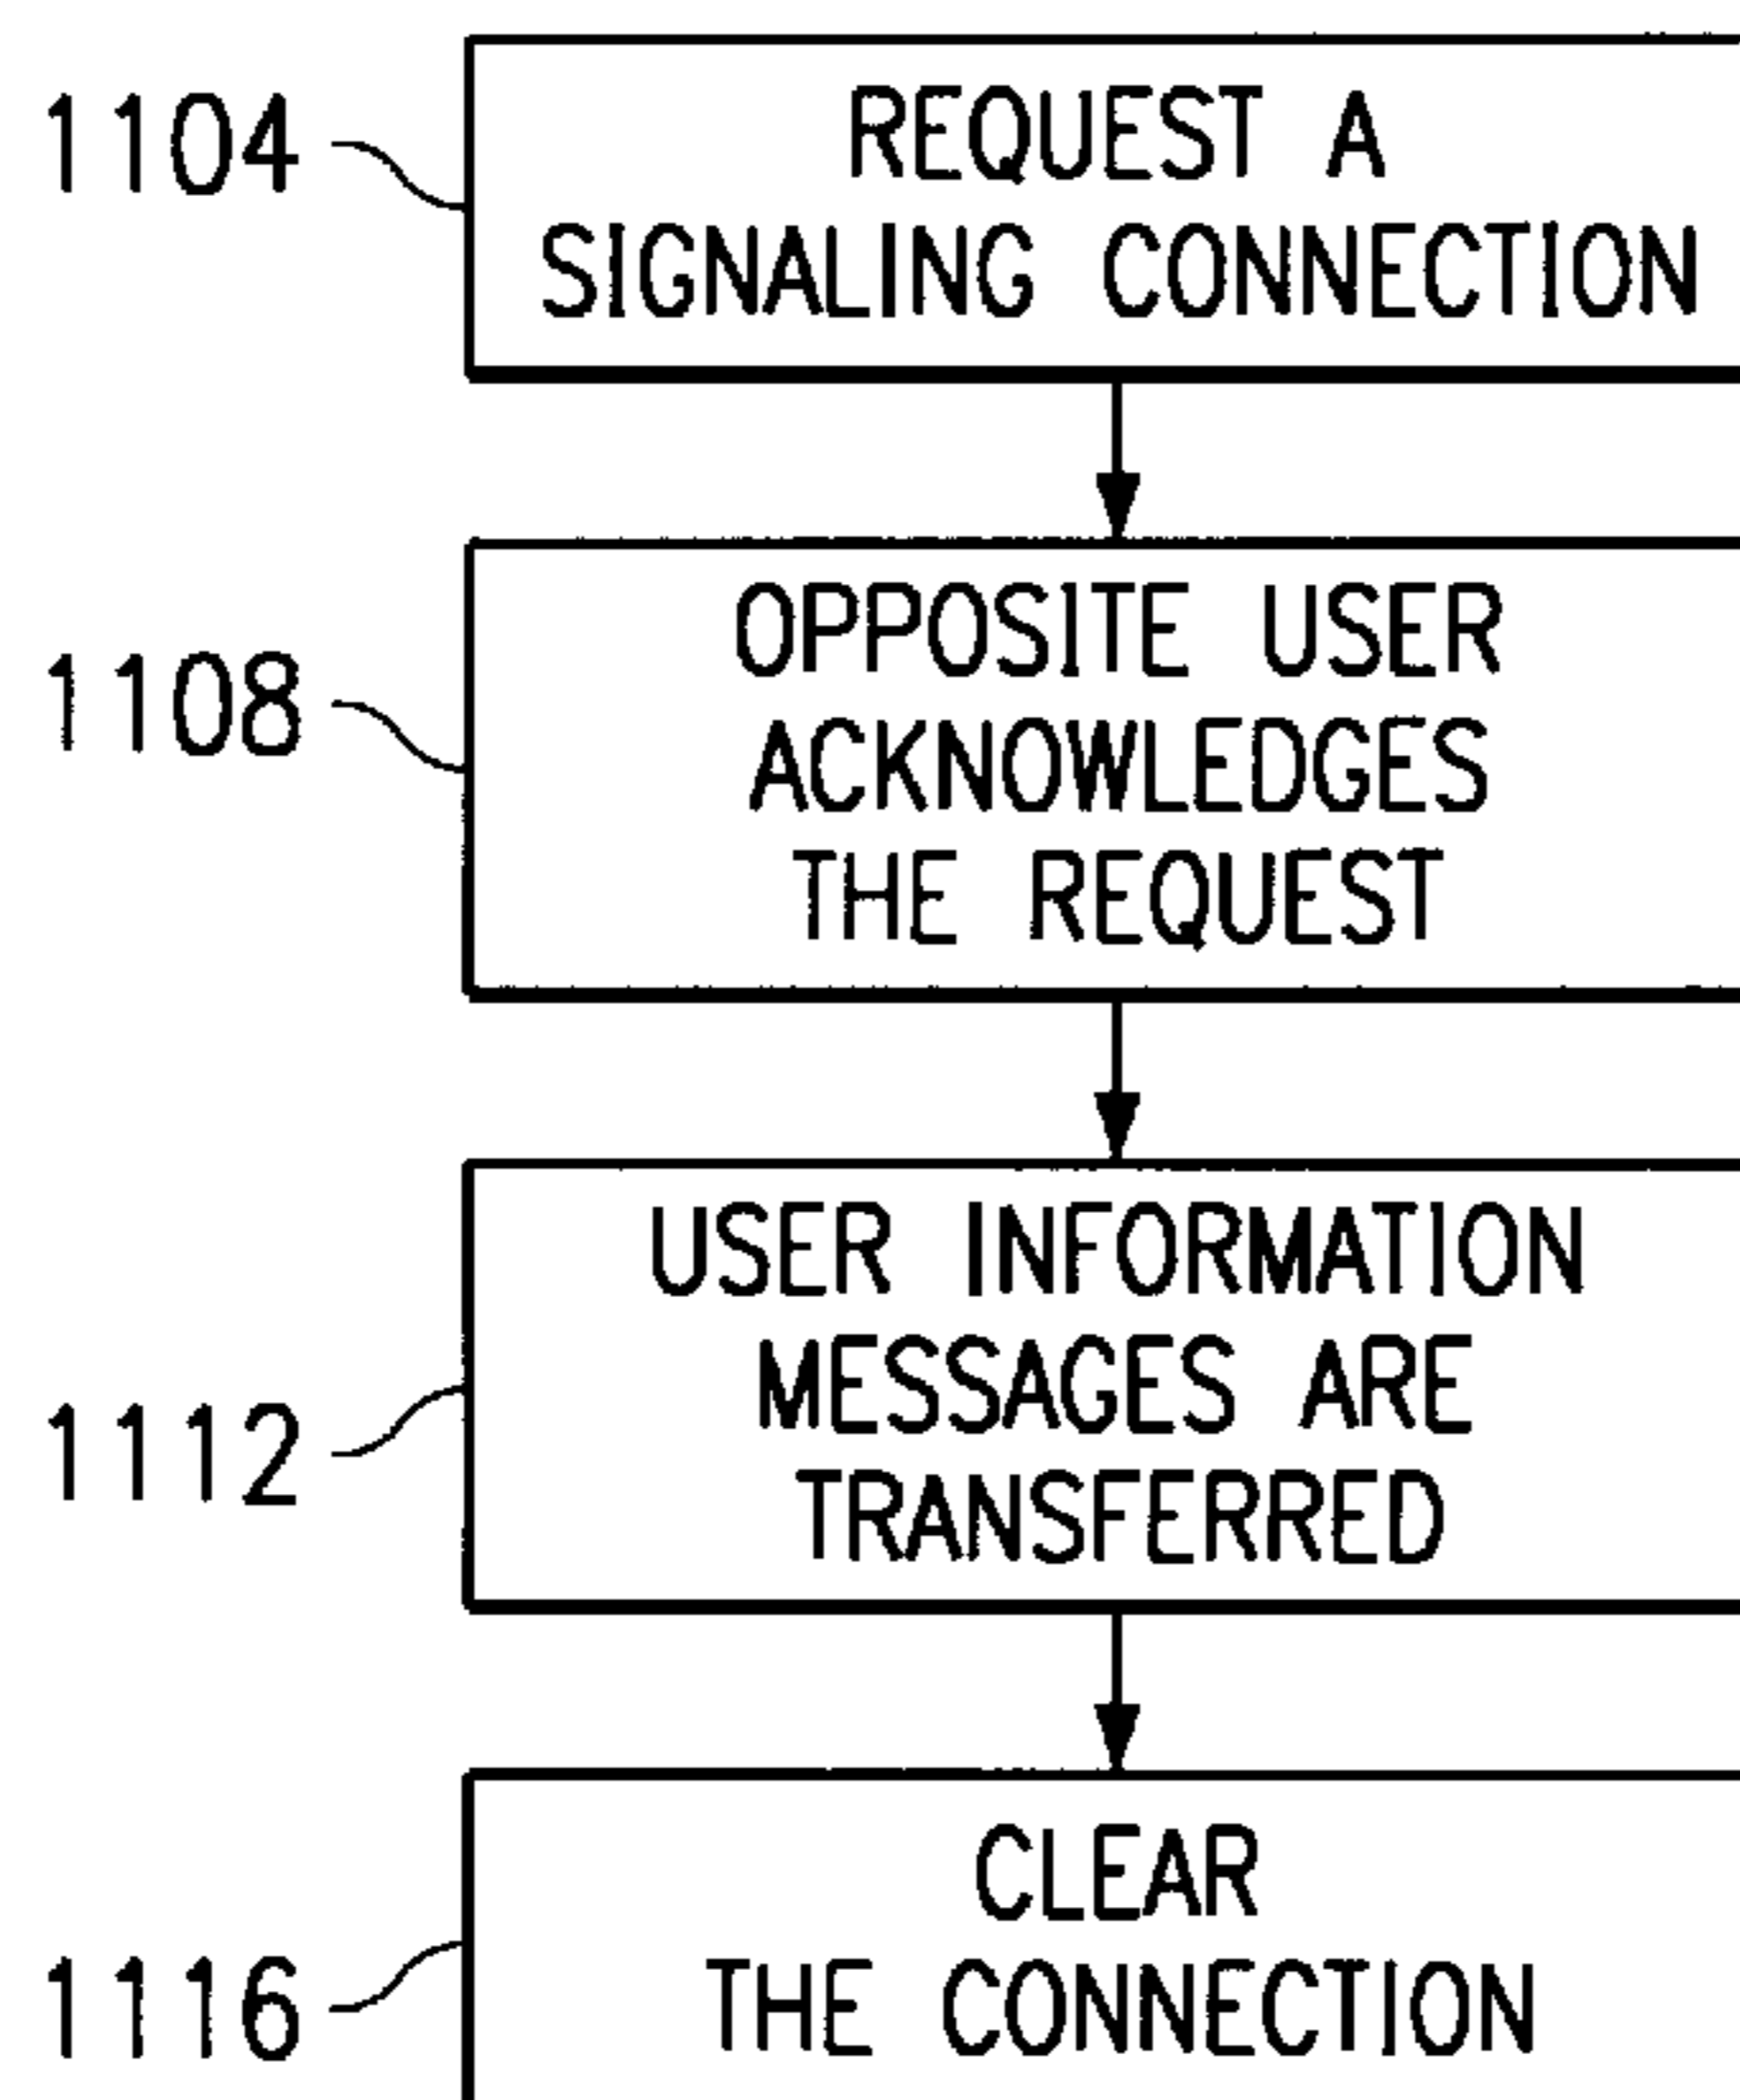 1104
REQUEST A
SIGNALING CONNECTION
1108
OPPOSITE USER
ACKNOWLEDGES
THE REQUEST
1112
USER INFORMATION
MESSAGES ARE
TRANSFERRED
1116
CLEAR
THE CONNECTION